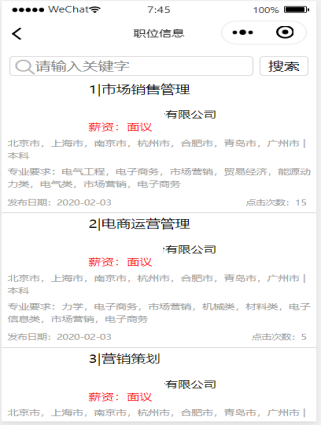 WeChat 7:45 100%
职位信息
请输入关键字 搜索
1|市场销售管理
有限公司
薪资：面议
北京市，上海市，南京市，杭州市，合肥市，青岛市，广州市 |
本科
专业要求：电气工程，电子商务，市场营销，贸易经济，能源动
力类，电气类，市场营销，电子商务
发布日期：2020-02-03 点击次数：15
2|电商运营管理
有限公司
薪资：面议
北京市，上海市，南京市，杭州市，合肥市，青岛市，广州市 |
本科
专业要求：力学，电子商务，市场营销，机械类，材料类，电子
信息类，市场营销，电子商务
发布日期：2020-02-03 点击次数：5
3|营销策划
有限公司
薪资：面议
北京市，上海市，南京市，杭州市，合肥市，青岛市，广州市 |